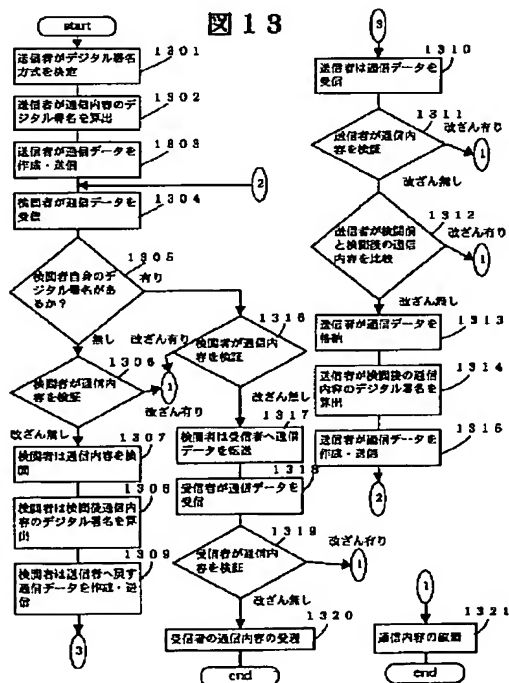 図13
start
1301
送信者がデジタル署名
方式を決定
1302
送信者が通信内容のデ
ジタル署名を算出
1303
送信者が通信データを
作成・送信
2
1304
検閲者が通信データを
受信
1305
検閲者自身のデ
ジタル署名があ
るか?
有り
無し
1306
検閲者が通信内
容を検証
改ざん有り
1
改ざん無し
1307
検閲者は通信内容を検
閲
1308
検閲者は検閲後通信内
容のデジタル署名を算
出
1309
検閲者は送信者へ戻す
通信データを作成・送
信
3
1316
検閲者が通信内
容を検証
改ざん有り
改ざん無し
1317
検閲者は受信者へ通信
データを転送
1318
受信者が通信データを
受信
1319
受信者が通信内
容を検証
改ざん有り
1
改ざん無し
1320
受信者の通信内容の受理
end
3
1310
送信者は通信データを
受信
1311
送信者が通信内
容を検証
改ざん有り
1
改ざん無し
1312
送信者が検閲前
と検閲後の通信
内容を比較
改ざん有り
1
改ざん無し
1313
送信者が通信データを
格納
1314
送信者が検閲後の通信
内容のデジタル署名を
算出
1315
送信者が通信データを
作成・送信
2
1
1321
通信内容の破棄
end